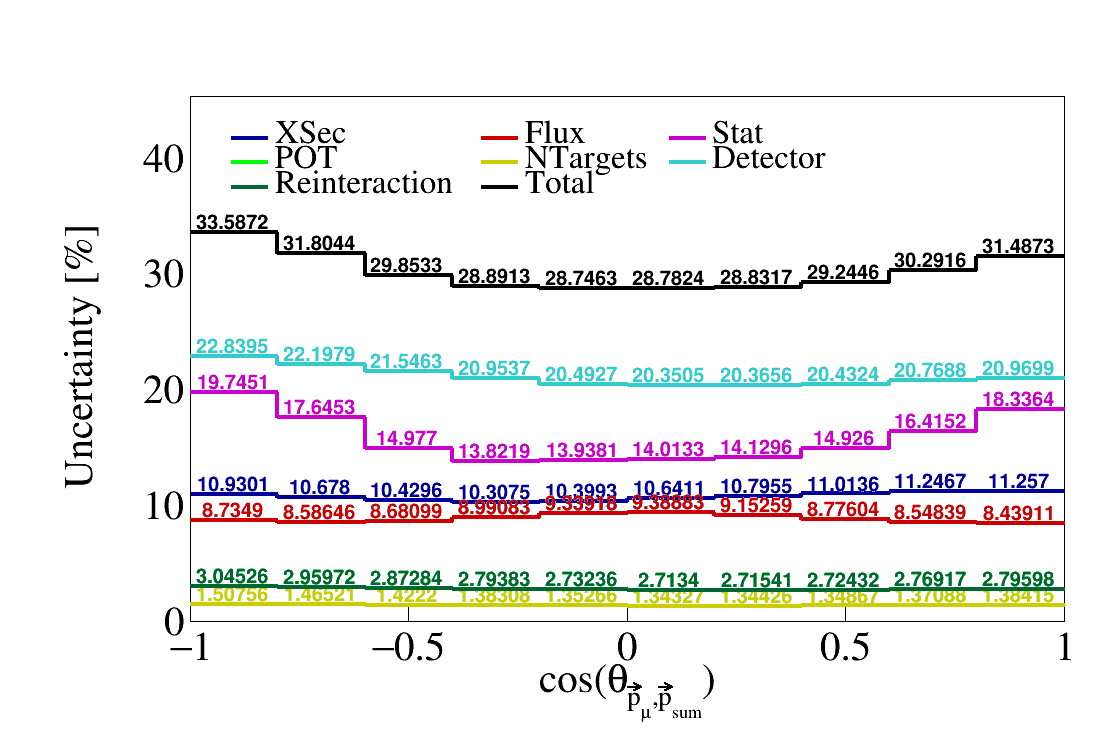 XSec Flux Stat
POT NTargets Detector
Reinteraction Total
Uncertainty [%]
40
30
20
10
0
33.5872 31.8044 29.8533 28.8913 28.7463 28.7824 28.8317 29.2446 30.2916 31.4873
22.8395 22.1979 21.5463 20.9537 20.4927 20.3505 20.3656 20.4324 20.7688 20.9699
19.7451 17.6453 14.977 13.8219 13.9381 14.0133 14.1296 14.926 16.4152 18.3364
10.9301 10.678 10.4296 10.3075 10.3993 10.6411 10.7955 11.0136 11.2467 11.257
8.7349 8.58646 8.68099 8.99083 9.33918 9.38883 9.15259 8.77604 8.54839 8.43911
3.04526 2.95972 2.87284 2.79383 2.73236 2.7134 2.71541 2.72432 2.76917 2.79598
1.50756 1.46521 1.4222 1.38308 1.35266 1.34327 1.34426 1.34867 1.37088 1.38415
−1 −0.5 0 0.5 1
cos(θp⃗μ,p⃗sum)